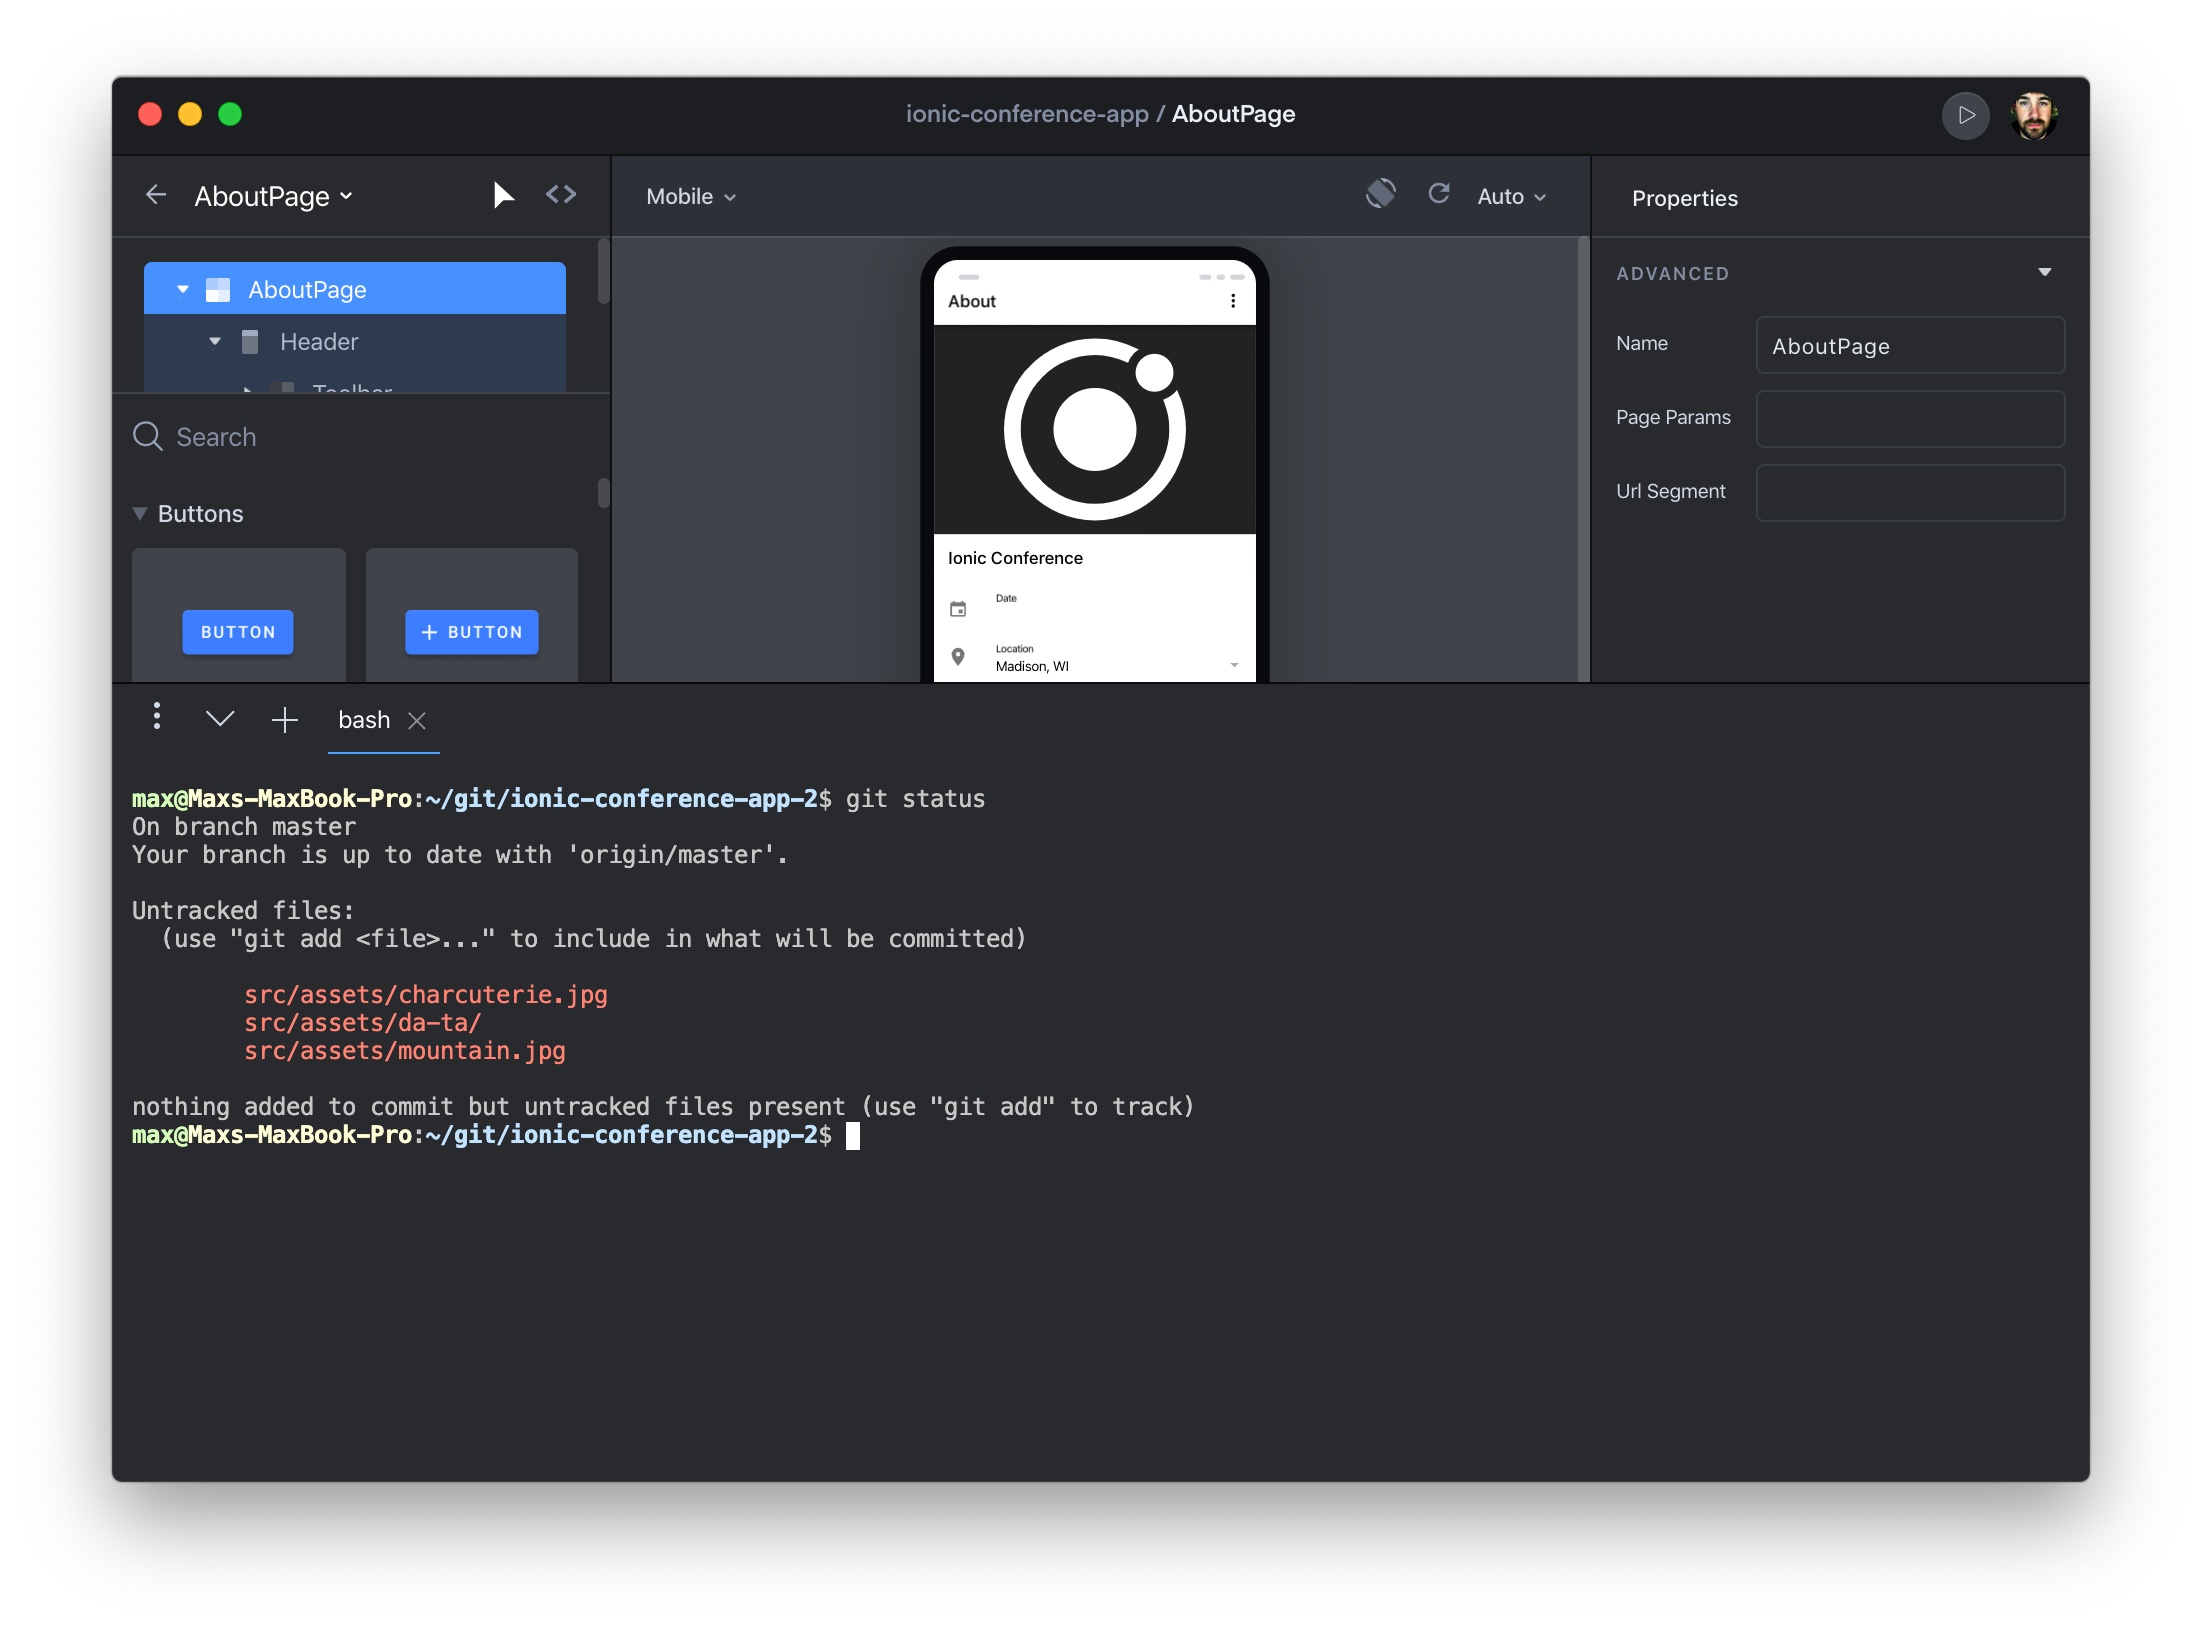 ionic-conference-app / AboutPage
AboutPage
Mobile
Auto
Properties
AboutPage
Header
Toolbar
Search
Buttons
BUTTON
+ BUTTON
About
Ionic Conference
Date
Location
Madison, WI
ADVANCED
Name
AboutPage
Page Params
Url Segment
bash
max@Maxs-MaxBook-Pro:~/git/ionic-conference-app-2$ git status
On branch master
Your branch is up to date with 'origin/master'.
Untracked files:
(use "git add <file>..." to include in what will be committed)
src/assets/charcuterie.jpg
src/assets/da-ta/
src/assets/mountain.jpg
nothing added to commit but untracked files present (use "git add" to track)
max@Maxs-MaxBook-Pro:~/git/ionic-conference-app-2$